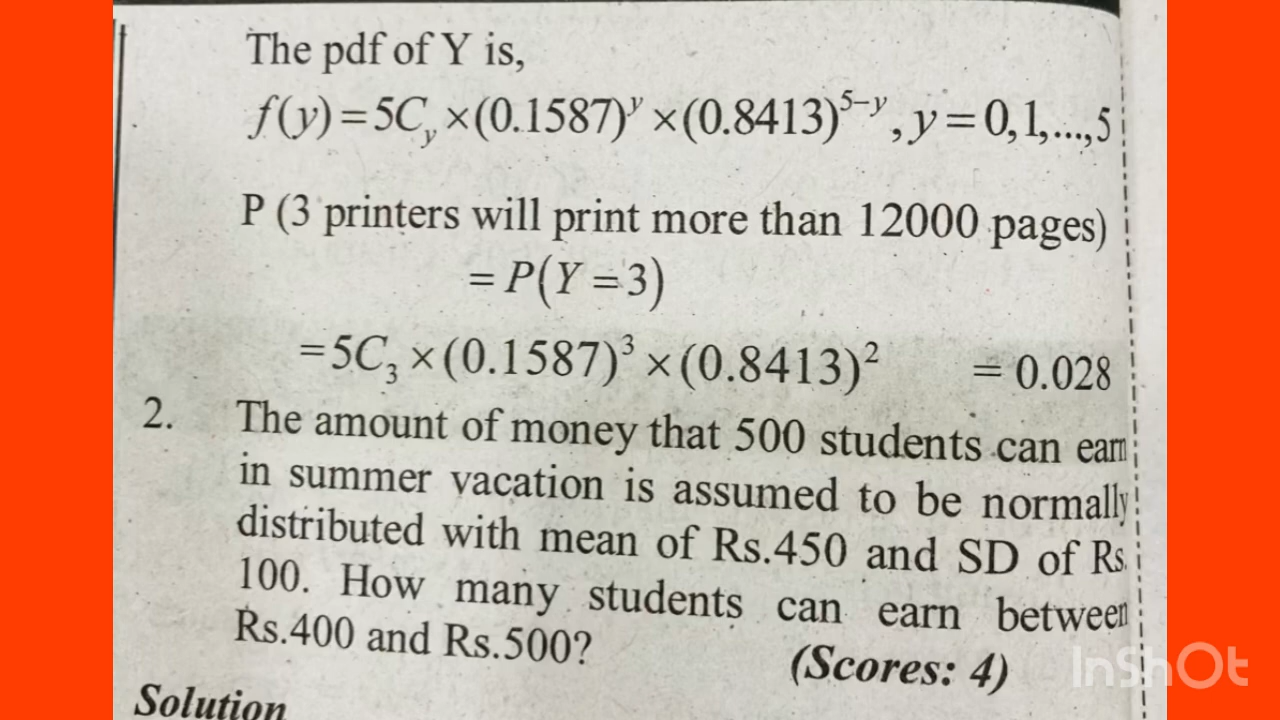 The pdf of Y is,
f(y) = 5C_y × (0.1587)^y × (0.8413)^{5-y}, y = 0,1,...,5
P (3 printers will print more than 12000 pages)
= P(Y = 3)
= 5C_3 × (0.1587)^3 × (0.8413)^2 = 0.028
2. The amount of money that 500 students can earn
in summer vacation is assumed to be normally
distributed with mean of Rs.450 and SD of Rs.
100. How many students can earn between
Rs.400 and Rs.500?
(Scores: 4)
InShOt
Solution